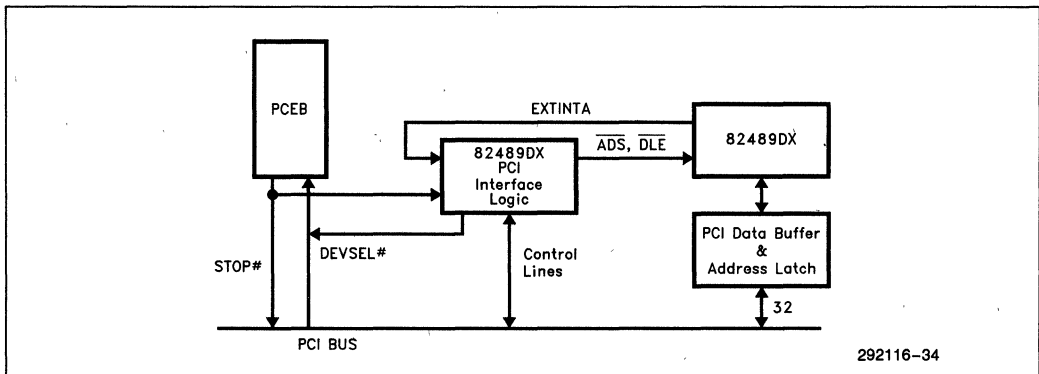 PCEB
EXTINTA
82489DX
PCI
Interface
Logic
ADS, DLE
82489DX
PCI Data Buffer
&
Address Latch
DEVSEL#
STOP#
Control
Lines
32
PCI BUS
292116-34